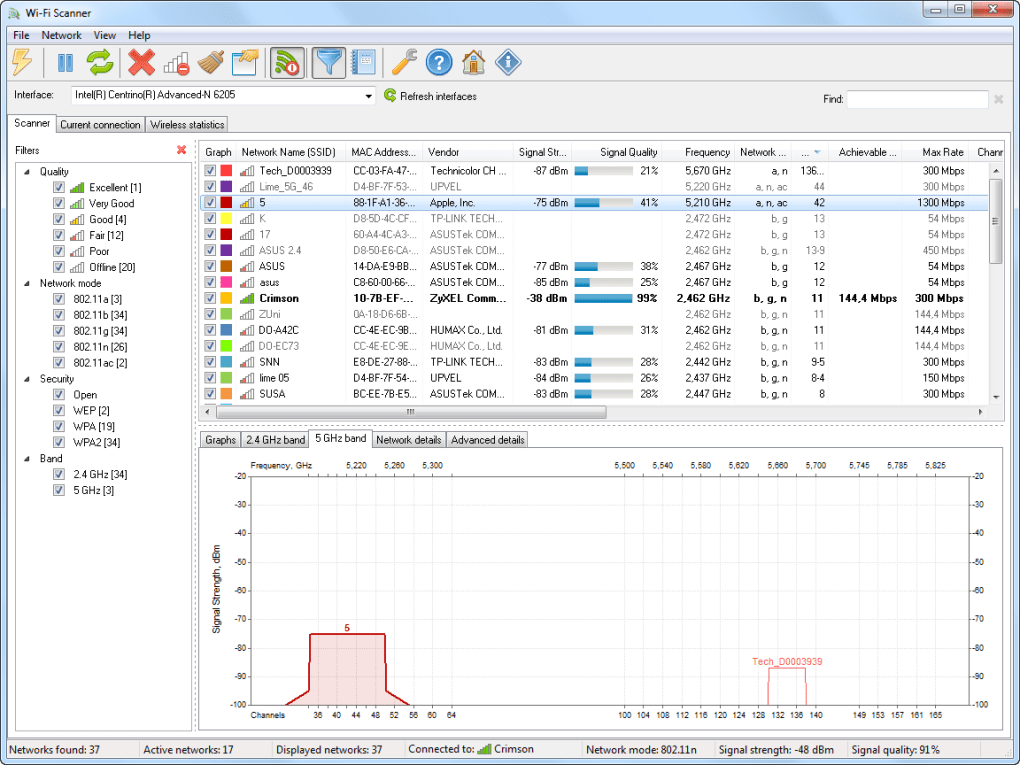 Wi-Fi Scanner
File Network View Help
Interface: Intel(R) Centrino(R) Advanced-N 6205 Refresh interfaces Find:
Scanner Current connection Wireless statistics
Filters
Quality
Excellent [1]
Very Good
Good [4]
Fair [12]
Poor
Offline [20]
Network mode
802.11a [3]
802.11b [34]
802.11g [34]
802.11n [26]
802.11ac [2]
Security
Open
WEP [2]
WPA [19]
WPA2 [34]
Band
2.4 GHz [34]
5 GHz [3]
Graph Network Name (SSID) MAC Address... Vendor Signal Str... Signal Quality Frequency Network ... ... Achievable ... Max Rate Chanr
Tech_D0003939 CC-03-FA-47-... Technicolor CH ... -87 dBm 21% 5,670 GHz a, n 136... 300 Mbps
Lime_5G_46 D4-BF-7F-53-... UPVEL 5,220 GHz a, n, ac 44 300 Mbps
5 88-1F-A1-36-... Apple, Inc. -75 dBm 41% 5,210 GHz a, n, ac 42 1300 Mbps
K D8-5D-4C-CF... TP-LINK TECH... 2,472 GHz b, g 13 54 Mbps
17 60-A4-4C-A3-... ASUSTek COM... 2,472 GHz b, g 13 54 Mbps
ASUS 2.4 D8-50-E6-CA-... ASUSTek COM... 2,462 GHz b, g, n 13-9 450 Mbps
ASUS 14-DA-E9-BB... ASUSTek COM... -77 dBm 38% 2,467 GHz b, g 12 54 Mbps
asus C8-60-00-66-... ASUSTek COM... -85 dBm 25% 2,467 GHz b, g 12 54 Mbps
Crimson 10-7B-EF-... ZyXEL Comm... -38 dBm 99% 2,462 GHz b, g, n 11 144,4 Mbps 300 Mbps
ZUni 0A-18-D6-6B-... 2,462 GHz b, g, n 11 144,4 Mbps
DO-A42C CC-4E-EC-9B... HUMAX Co., Ltd. -81 dBm 31% 2,462 GHz b, g, n 11 144,4 Mbps
DO-EC73 CC-4E-EC-9E... HUMAX Co., Ltd. 2,462 GHz b, g, n 11 144,4 Mbps
SNN E8-DE-27-88-... TP-LINK TECH... -83 dBm 28% 2,442 GHz b, g, n 9-5 300 Mbps
lime 05 D4-BF-7F-54-... UPVEL -84 dBm 26% 2,437 GHz b, g, n 8-4 150 Mbps
SUSA BC-EE-7B-E5... ASUSTek COM... -83 dBm 28% 2,447 GHz b, g, n 8 300 Mbps
Graphs 2.4 GHz band 5 GHz band Network details Advanced details
Frequency, GHz 5,220 5,260 5,300 5,500 5,540 5,580 5,620 5,660 5,700 5,745 5,785 5,825
-20 -20
-30 -30
-40 -40
-50 -50
-60 -60
-70 -70
-80 -80
-90 -90
-100 -100
Signal Strength, dBm
5
Tech_D0003939
Channels 36 40 44 48 52 56 60 64 100 104 108 112 116 120 124 128 132 136 140 149 153 157 161 165
Networks found: 37 Active networks: 17 Displayed networks: 37 Connected to: Crimson Network mode: 802.11n Signal strength: -48 dBm Signal quality: 91%